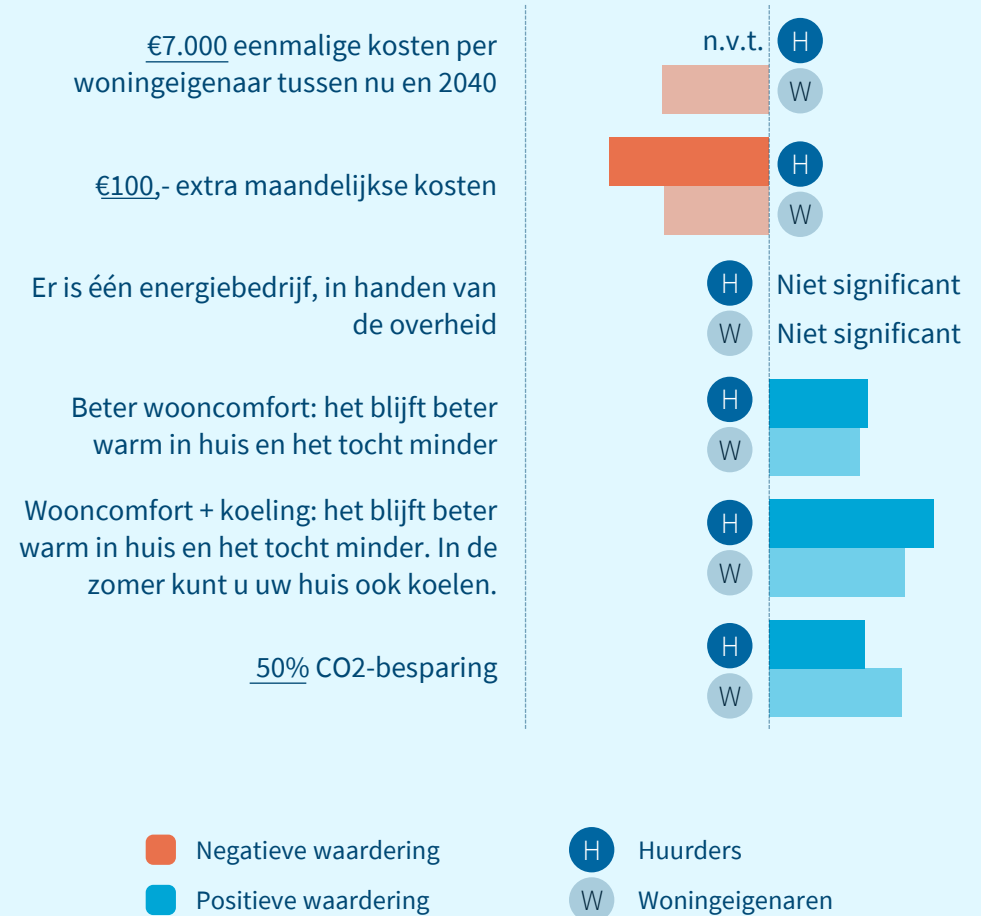 €7.000 eenmalige kosten per
woningeigenaar tussen nu en 2040
n.v.t. H
W
€100,- extra maandelijkse kosten
H
W
Er is één energiebedrijf, in handen van
de overheid
H Niet significant
W Niet significant
Beter wooncomfort: het blijft beter
warm in huis en het tocht minder
H
W
Wooncomfort + koeling: het blijft beter
warm in huis en het tocht minder. In de
zomer kunt u uw huis ook koelen.
H
W
50% CO2-besparing
H
W
Negatieve waardering
H Huurders
Positieve waardering
W Woningeigenaren